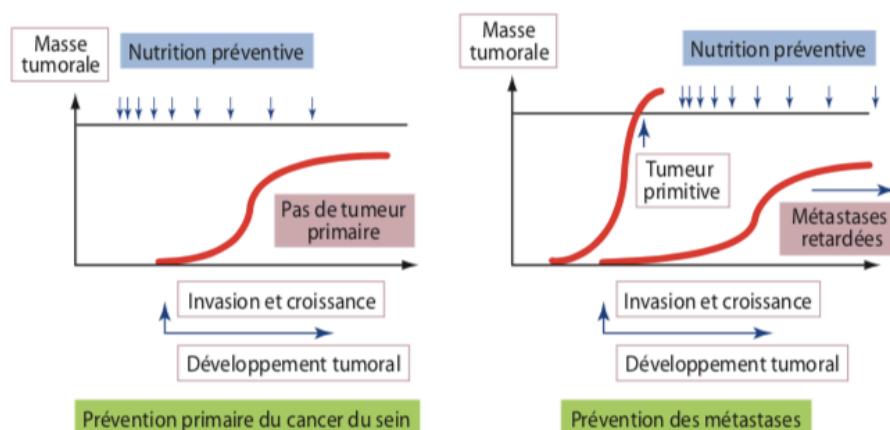 Masse
tumorale
Nutrition préventive
Pas de tumeur
primaire
Invasion et croissance
Développement tumoral
Prévention primaire du cancer du sein
Masse
tumorale
Nutrition préventive
Tumeur
primitive
Métastases
retardées
Invasion et croissance
Développement tumoral
Prévention des métastases